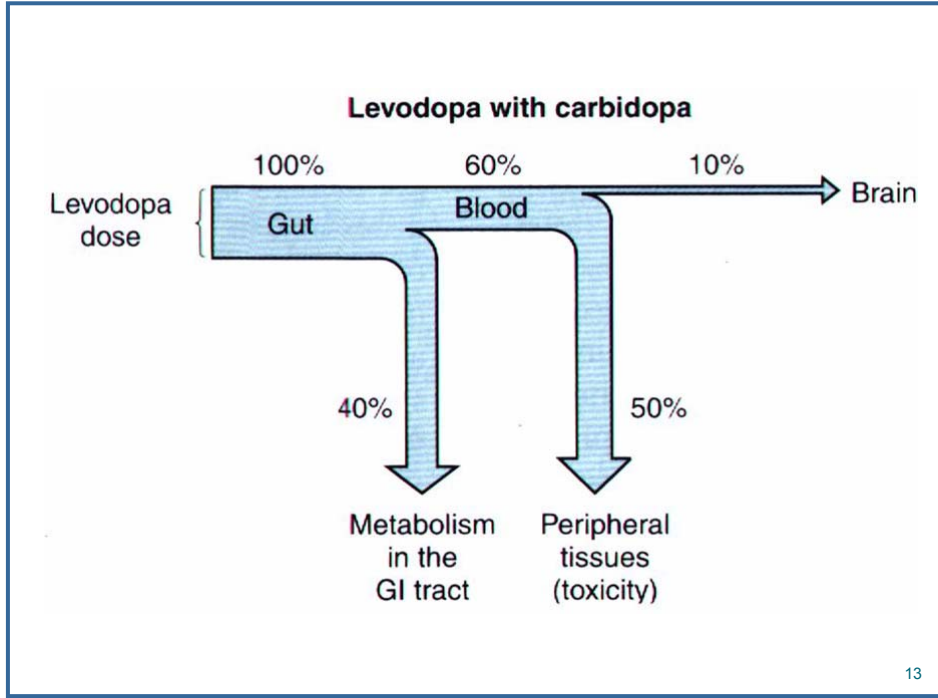 Levodopa with carbidopa
100% 60% 10%
Levodopa
dose
Gut
Blood
Brain
40%
50%
Metabolism
in the
GI tract
Peripheral
tissues
(toxicity)
13